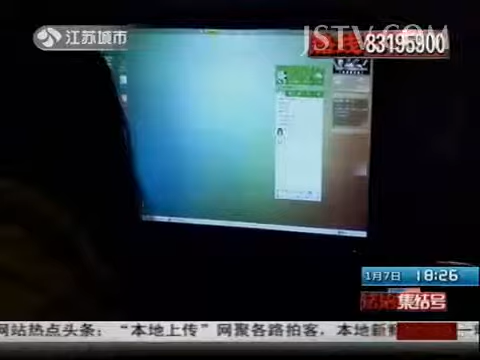 江苏城市
JSTV.COM
83195900
1月7日 18:26
集结号
网站热点头条： “本地上传”网聚各路拍客，本地新